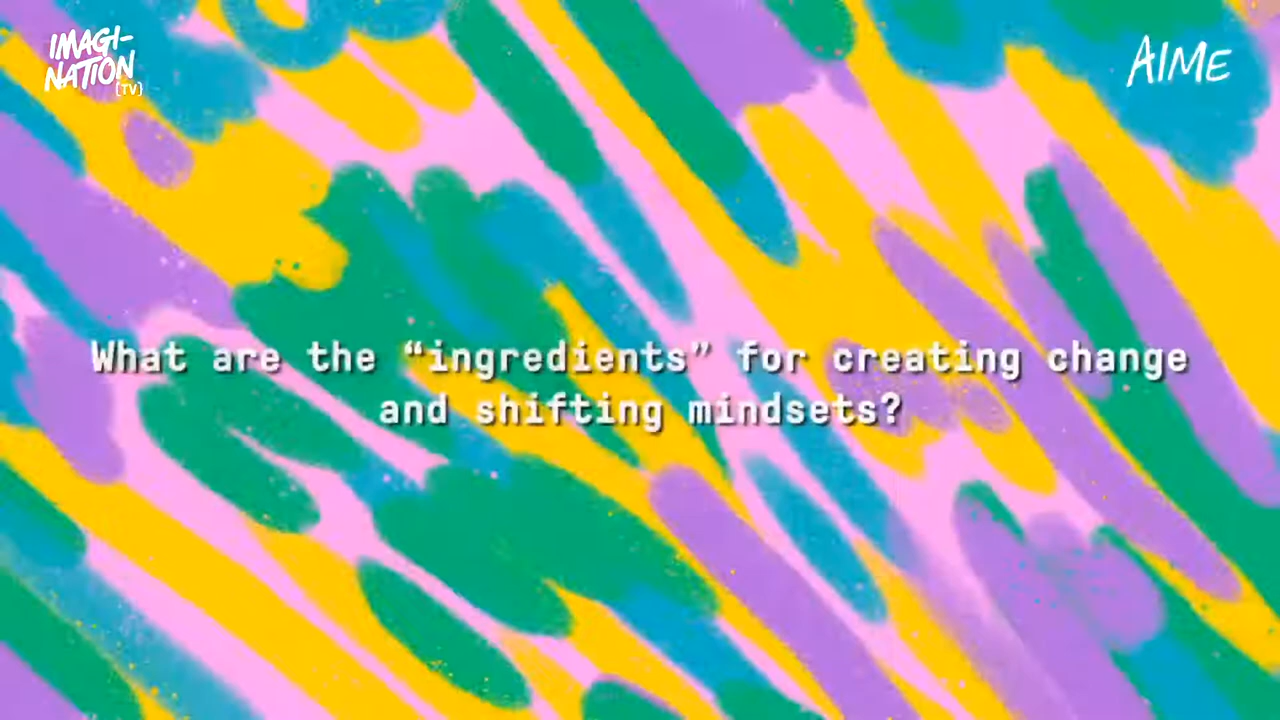 IMAGI-
NATION
(TV)
AIME
What are the “ingredients” for creating change
and shifting mindsets?